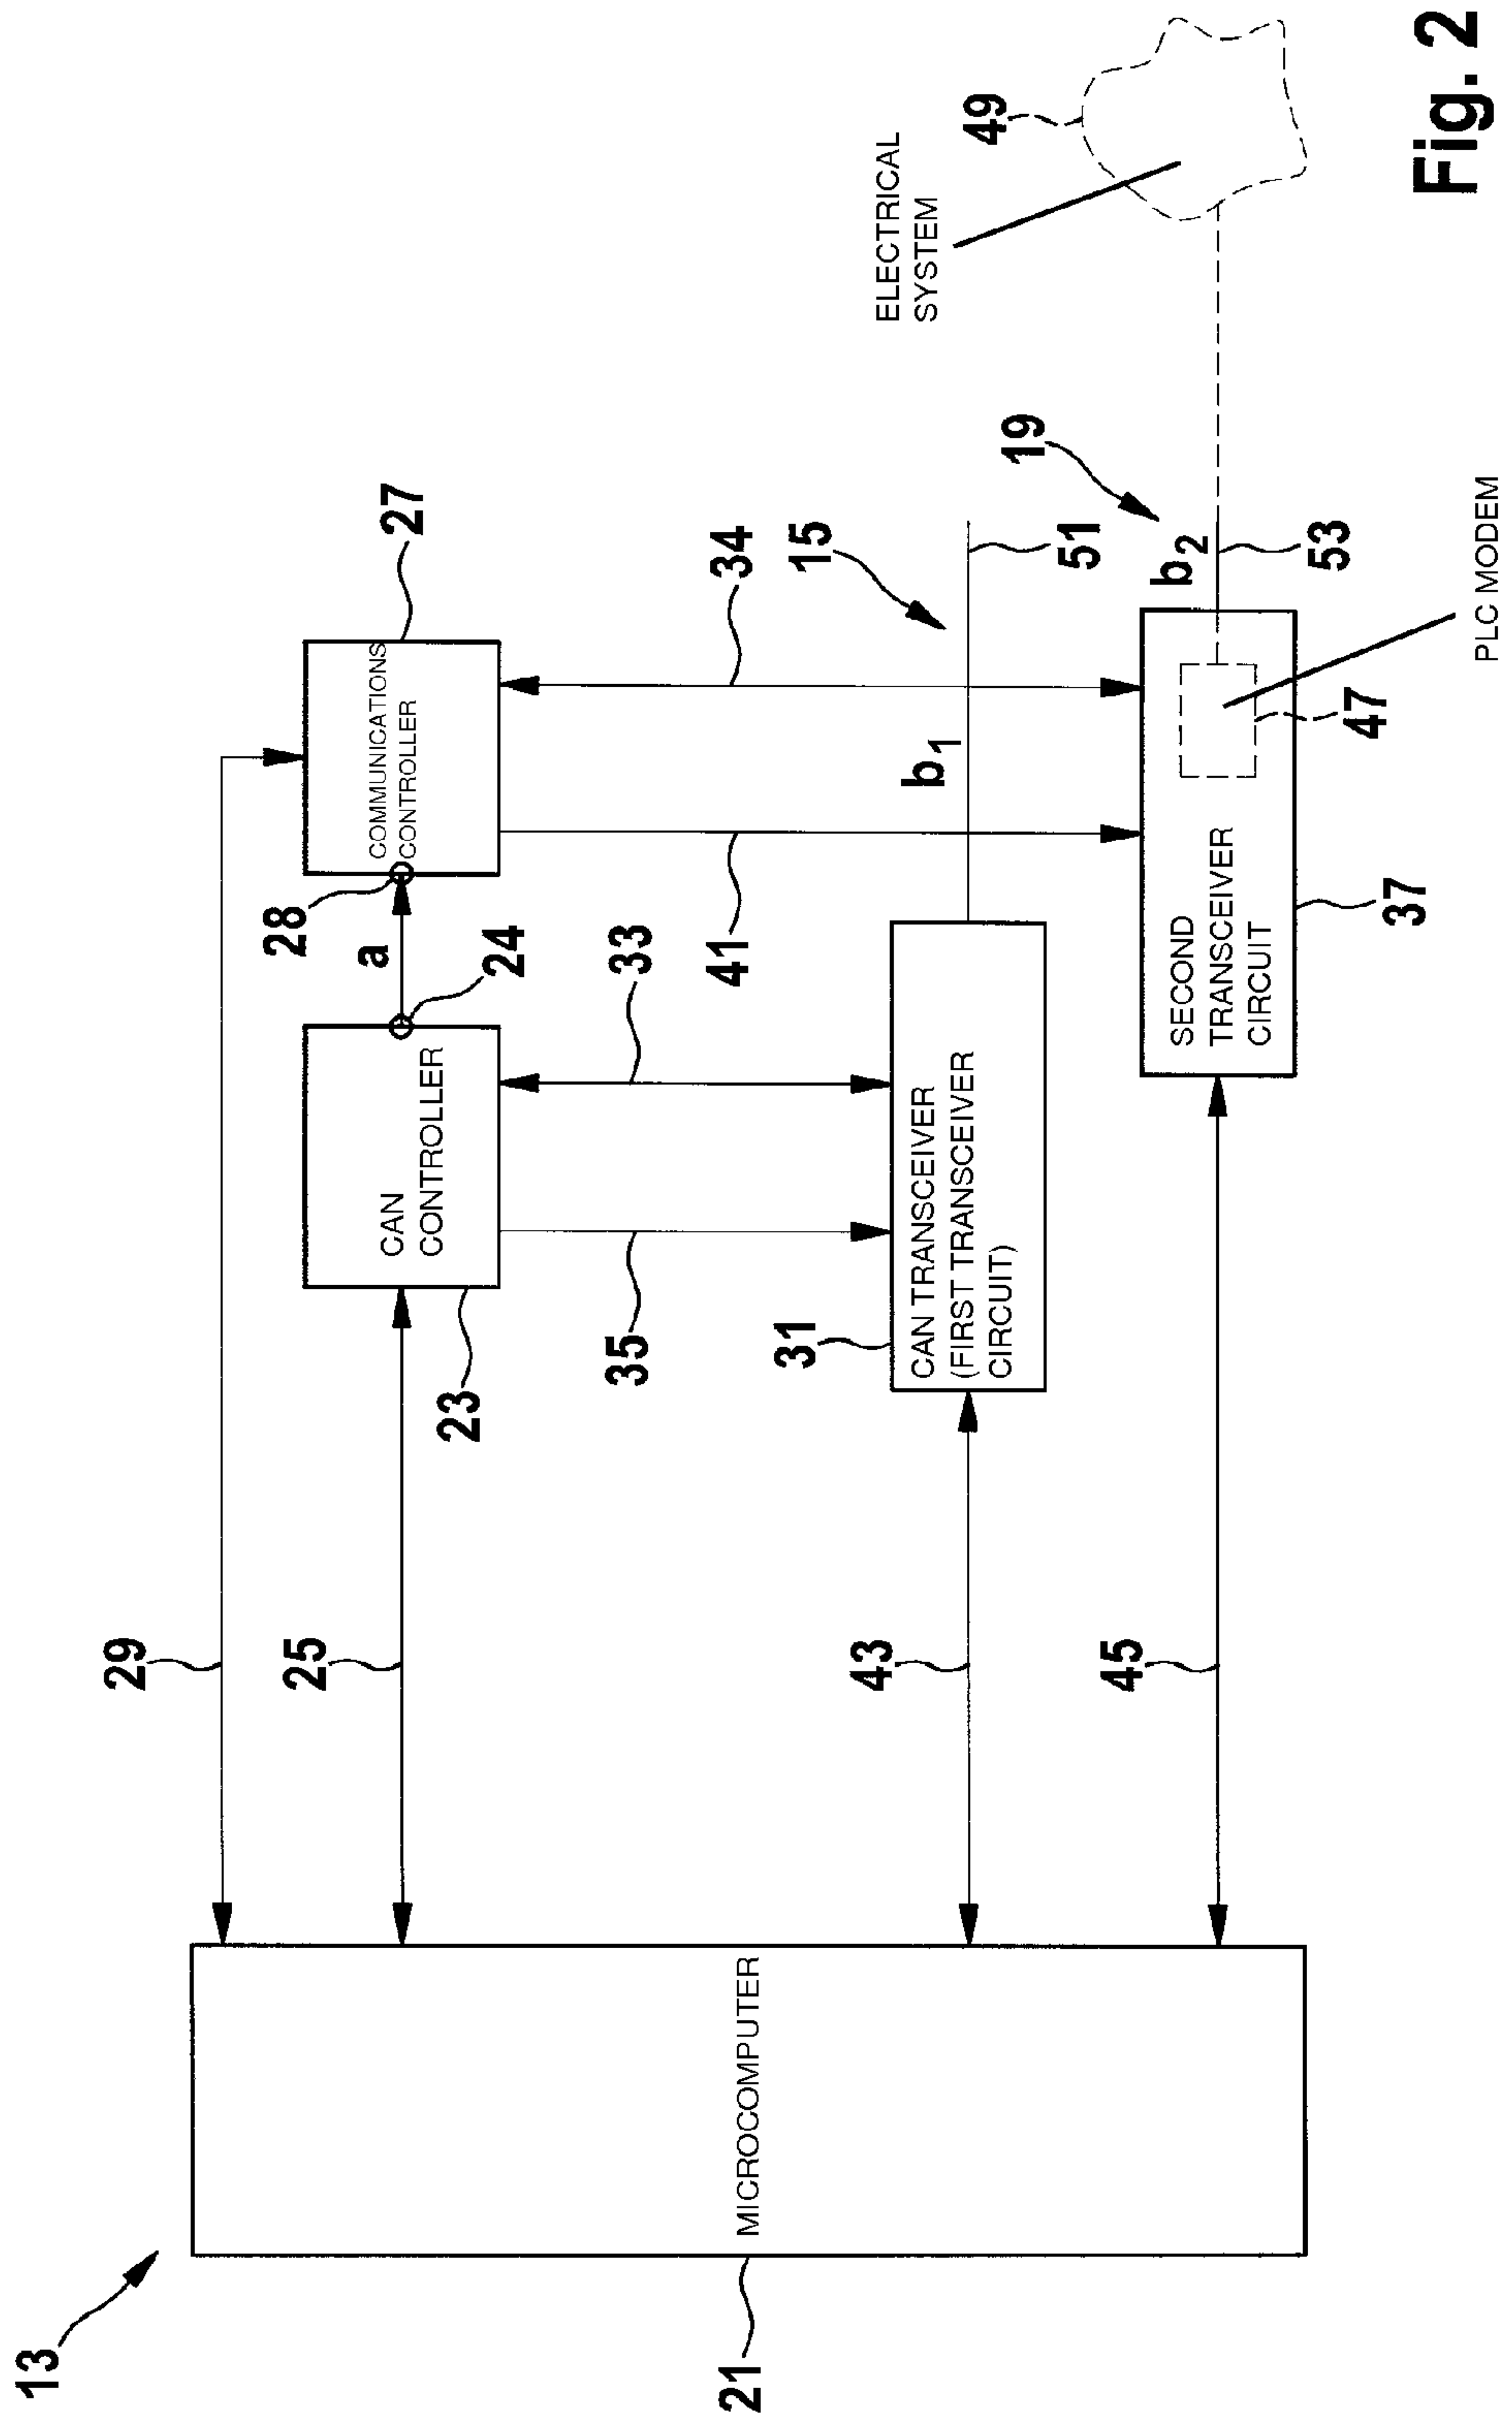 13
21
MICROCOMPUTER
29
25
43
45
23
CAN
CONTROLLER
24
a
28
COMMUNICATIONS
CONTROLLER
27
35
33
41
34
31
CAN TRANSCEIVER
(FIRST TRANSCEIVER
CIRCUIT)
b1
15
51
SECOND
TRANSCEIVER
CIRCUIT
37
47
PLC MODEM
b2
19
53
ELECTRICAL
SYSTEM
49
Fig. 2